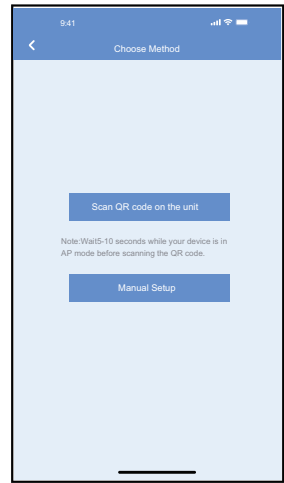 9:41
Choose Method
Scan QR code on the unit
Note:Wait5-10 seconds while your device is in
AP mode before scanning the QR code.
Manual Setup